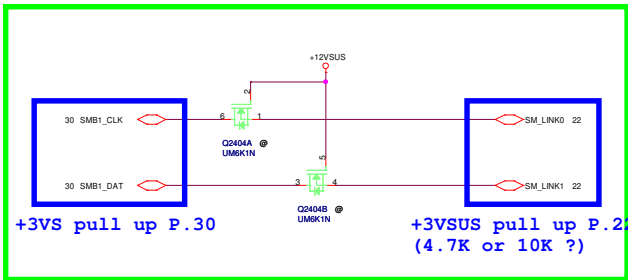 +12VSUS
2
30 SMB1_CLK 6 1 SM_LINK0 22
Q2404A @
UM6K1N
5
30 SMB1_DAT 3 4 SM_LINK1 22
Q2404B @
UM6K1N
+3VS pull up P.30
+3VSUS pull up P.22
(4.7K or 10K ?)